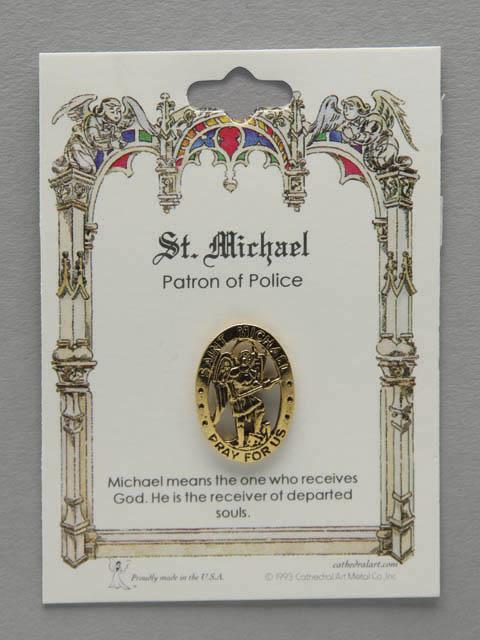 St. Michael
Patron of Police
SAINT MICHAEL
PRAY FOR US
Michael means the one who receives
God. He is the receiver of departed
souls.
cathedralart.com
Proudly made in the U.S.A.
© 1993 Cathedral Art Metal Co., Inc